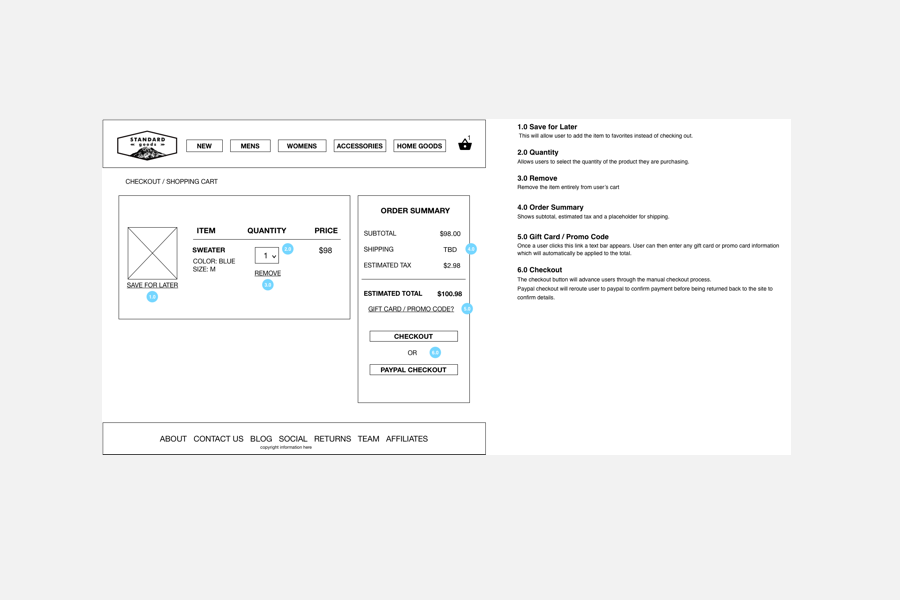 STANDARD
goods
NEW
MENS
WOMENS
ACCESSORIES
HOME GOODS
1
CHECKOUT / SHOPPING CART
ITEM
QUANTITY
PRICE
SWEATER
COLOR: BLUE
SIZE: M
1
2.0
$98
REMOVE
3.0
SAVE FOR LATER
1.0
ORDER SUMMARY
SUBTOTAL $98.00
SHIPPING TBD
4.0
ESTIMATED TAX $2.98
ESTIMATED TOTAL $100.98
GIFT CARD / PROMO CODE?
5.0
CHECKOUT
OR
6.0
PAYPAL CHECKOUT
ABOUT CONTACT US BLOG SOCIAL RETURNS TEAM AFFILIATES
copyright information here
1.0 Save for Later
This will allow user to add the item to favorites instead of checking out.
2.0 Quantity
Allows users to select the quantity of the product they are purchasing.
3.0 Remove
Remove the item entirely from user's cart
4.0 Order Summary
Shows subtotal, estimated tax and a placeholder for shipping.
5.0 Gift Card / Promo Code
Once a user clicks this link a text bar appears. User can then enter any gift card or promo card information
which will automatically be applied to the total.
6.0 Checkout
The checkout button will advance users through the manual checkout process.
Paypal checkout will reroute user to paypal to confirm payment before being returned back to the site to
confirm details.